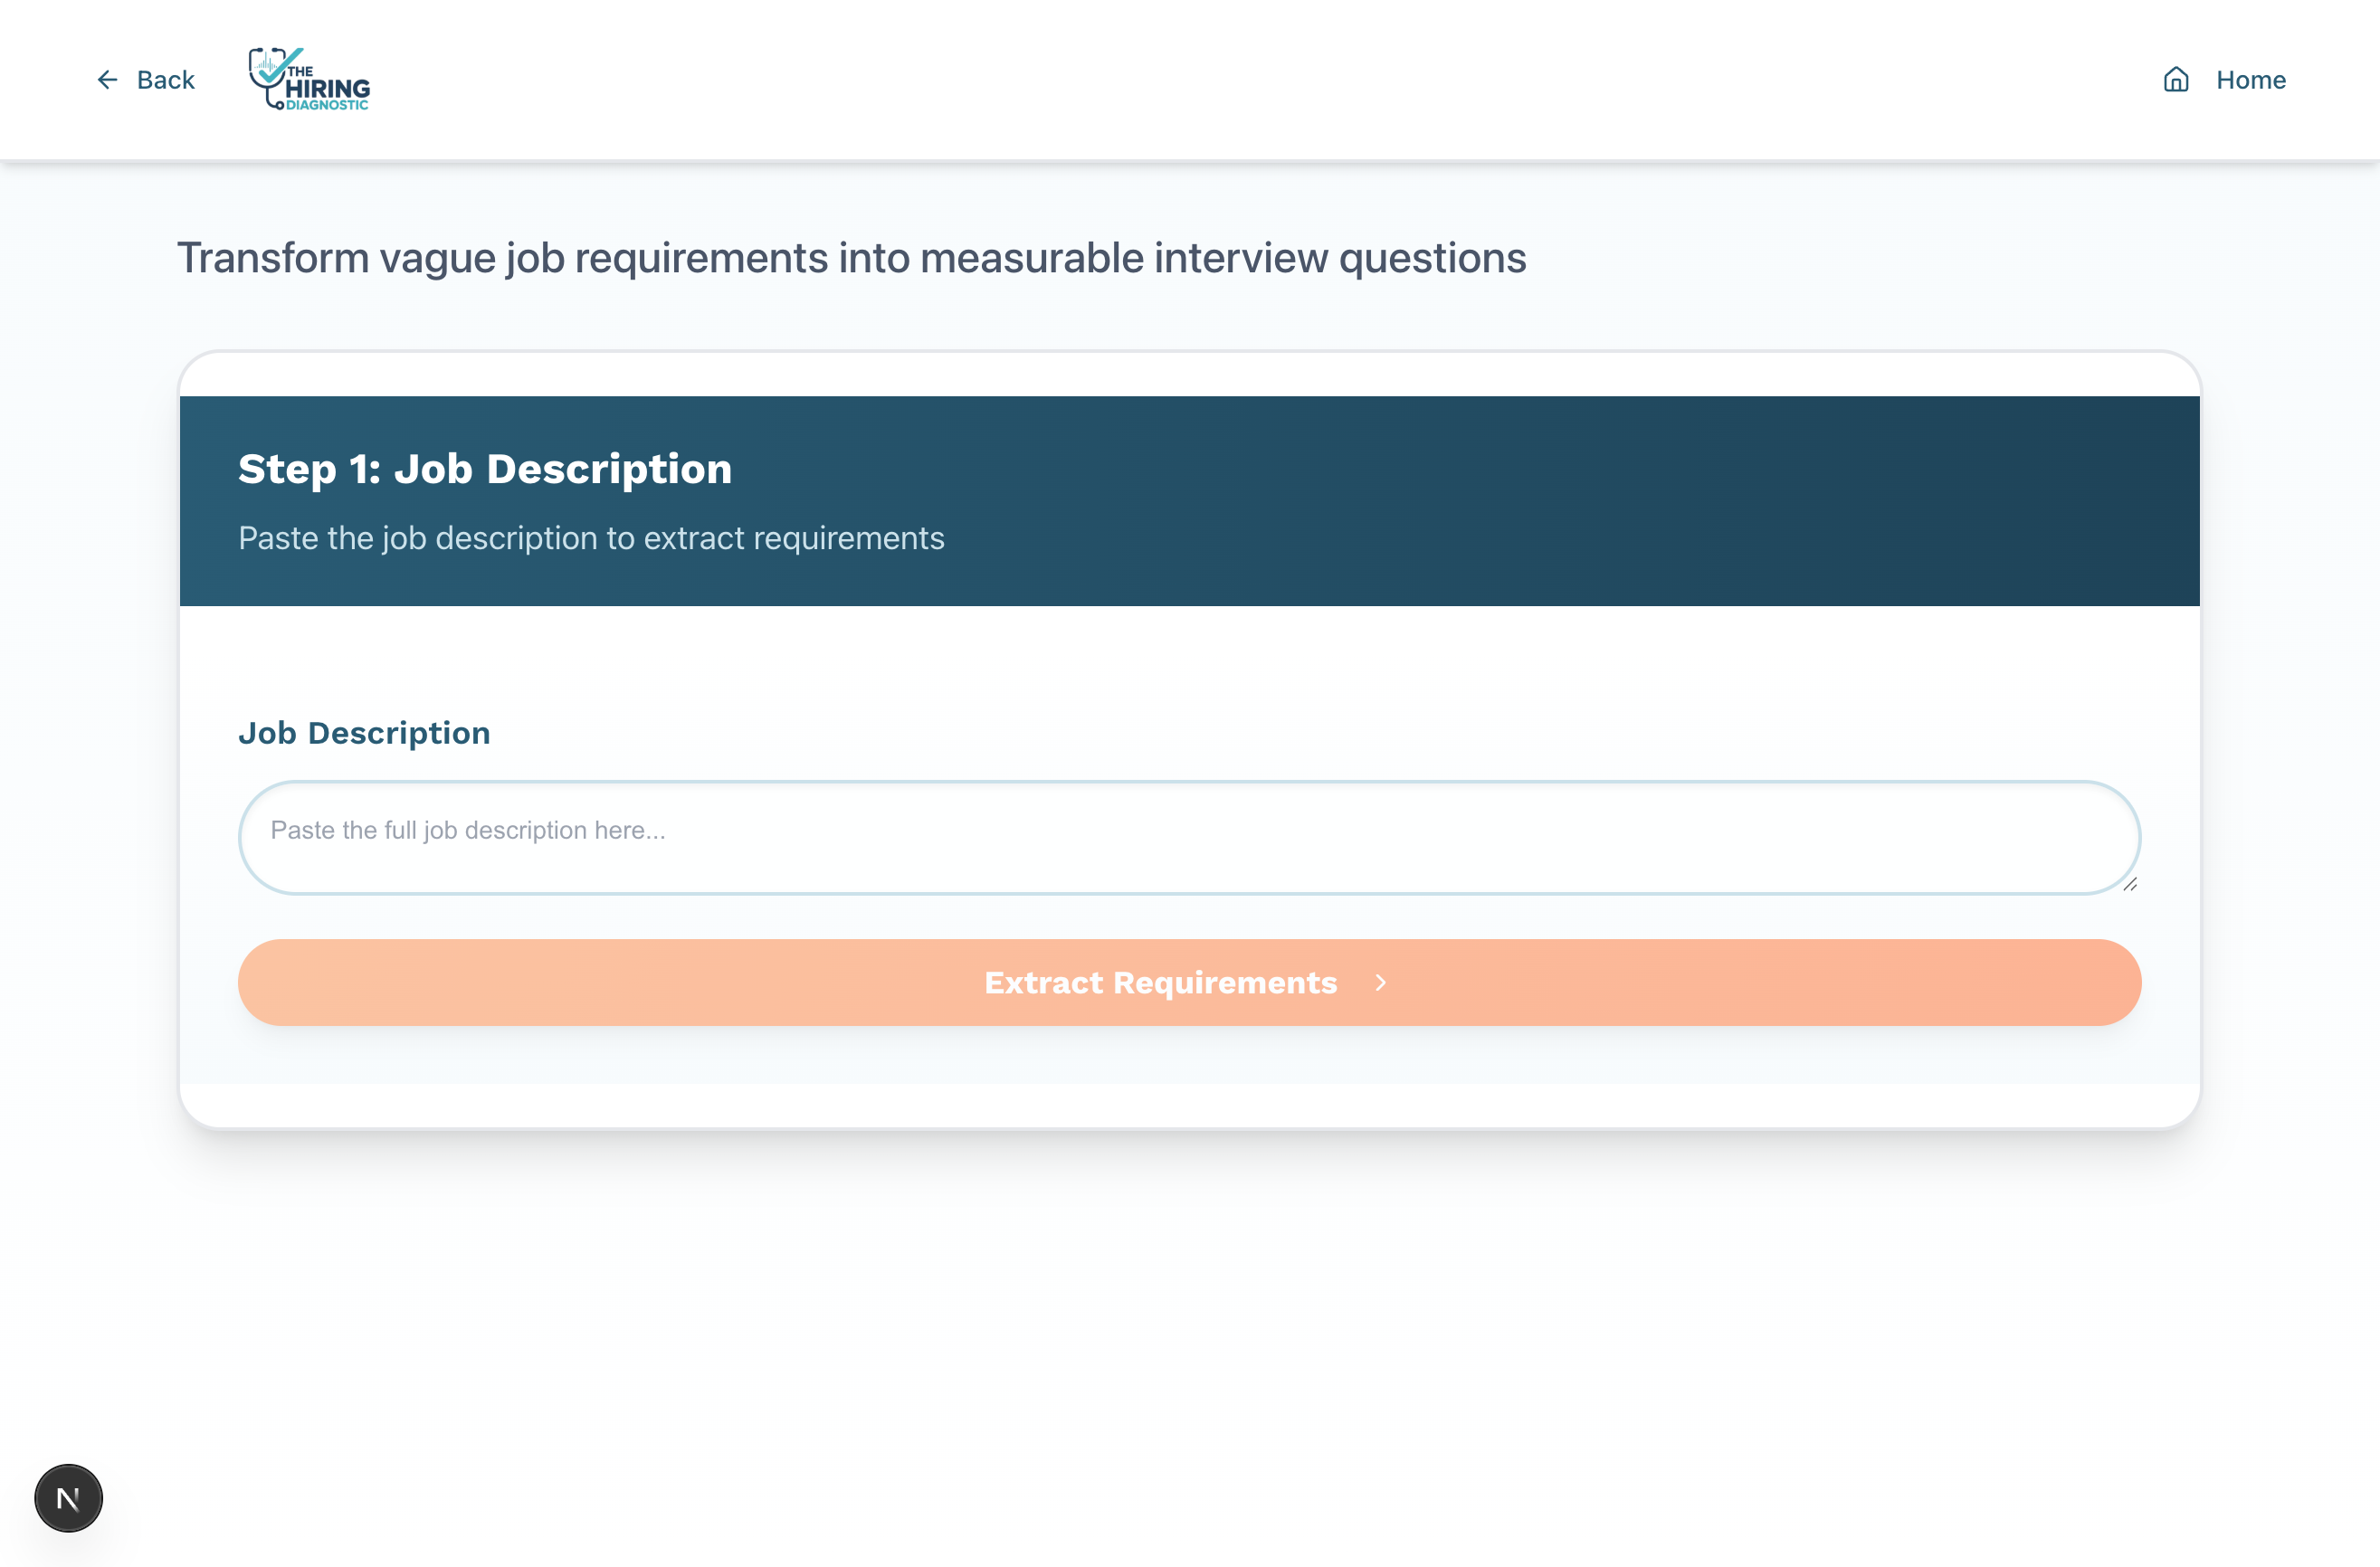 Back
THE
HIRING
DIAGNOSTIC
Home
Transform vague job requirements into measurable interview questions
Step 1: Job Description
Paste the job description to extract requirements
Job Description
Paste the full job description here...
Extract Requirements
N